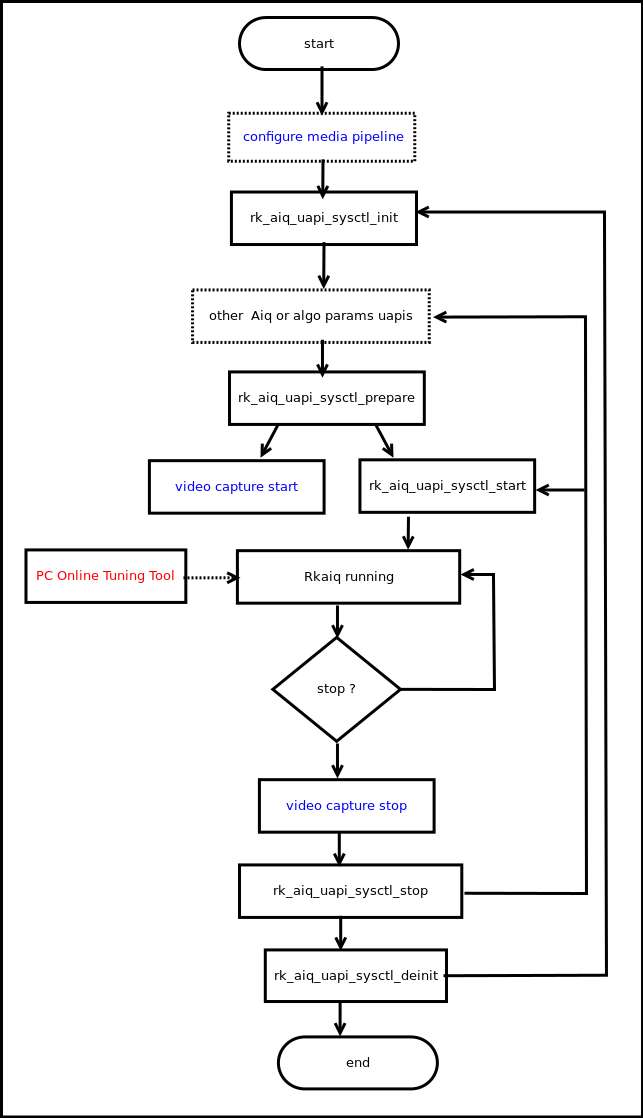 start
configure media pipeline
rk_aiq_uapi_sysctl_init
other  Aiq or algo params uapis
rk_aiq_uapi_sysctl_prepare
video capture start
rk_aiq_uapi_sysctl_start
PC Online Tuning Tool
Rkaiq running
stop ?
video capture stop
rk_aiq_uapi_sysctl_stop
rk_aiq_uapi_sysctl_deinit
end